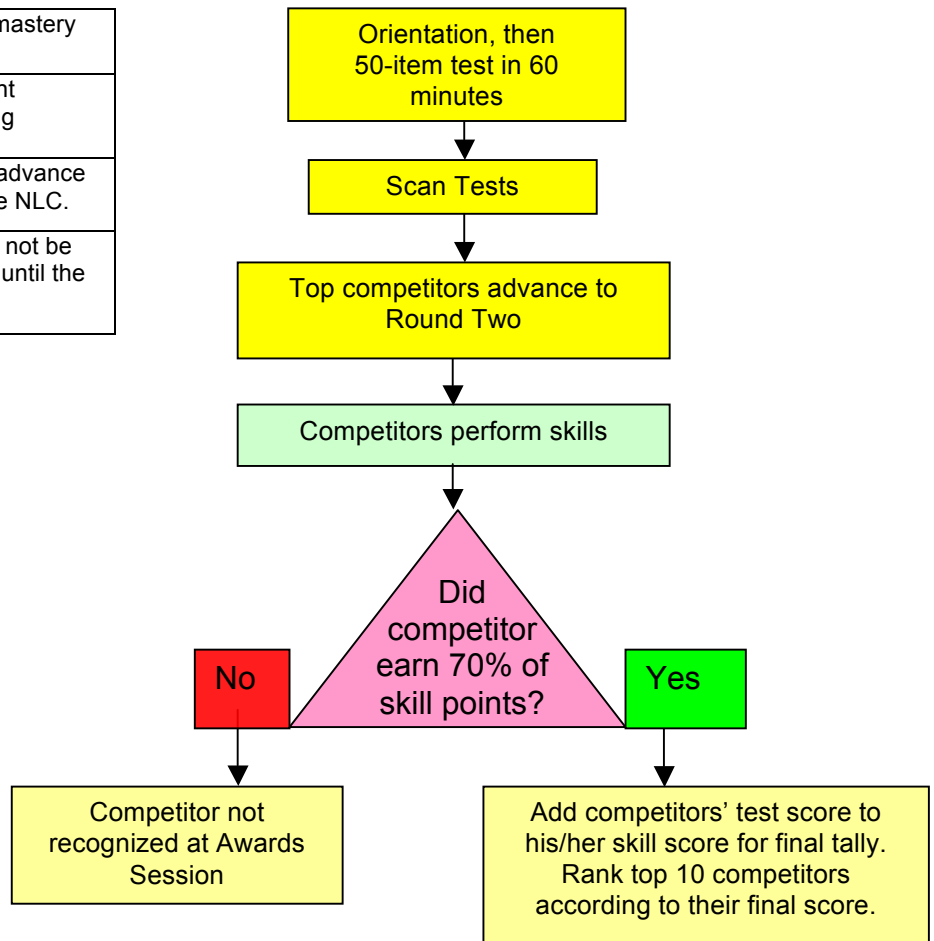 mastery
advance
e NLC.
not be
until the
Orientation, then
50-item test in 60
minutes
Scan Tests
Top competitors advance to
Round Two
Competitors perform skills
Did
competitor
earn 70% of
skill points?
No
Yes
Competitor not
recognized at Awards
Session
Add competitors’ test score to
his/her skill score for final tally.
Rank top 10 competitors
according to their final score.